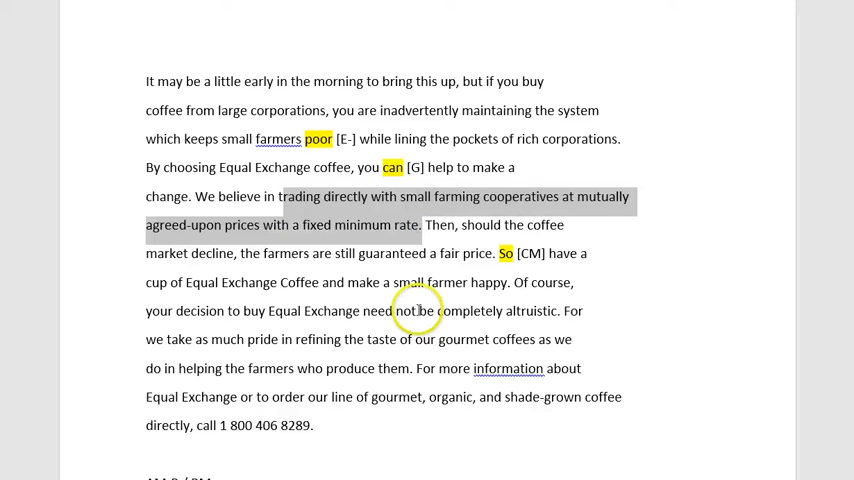 It may be a little early in the morning to bring this up, but if you buy
coffee from large corporations, you are inadvertently maintaining the system
which keeps small farmers poor [E-] while lining the pockets of rich corporations.
By choosing Equal Exchange coffee, you can [G] help to make a
change. We believe in trading directly with small farming cooperatives at mutually
agreed-upon prices with a fixed minimum rate. Then, should the coffee
market decline, the farmers are still guaranteed a fair price. So [CM] have a
cup of Equal Exchange Coffee and make a small farmer happy. Of course,
your decision to buy Equal Exchange need not be completely altruistic. For
we take as much pride in refining the taste of our gourmet coffees as we
do in helping the farmers who produce them. For more information about
Equal Exchange or to order our line of gourmet, organic, and shade-grown coffee
directly, call 1 800 406 8289.